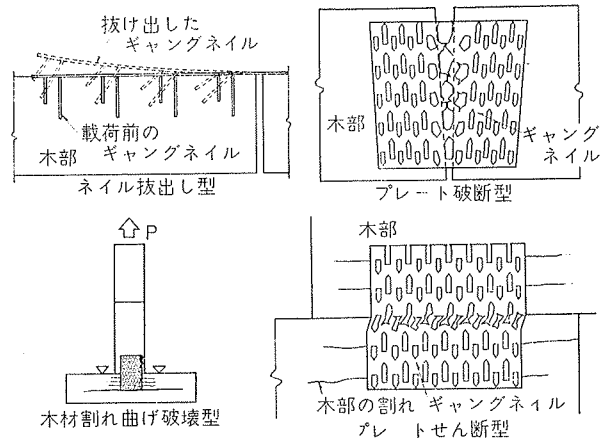 抜け出した
ギャングネイル
載荷前の
ギャングネイル
木部
ネイル抜出し型
木部
ギャング
ネイル
プレート破断型
P
木材割れ曲げ破壊型
木部
木部の割れ ギャングネイル
プレートせん断型